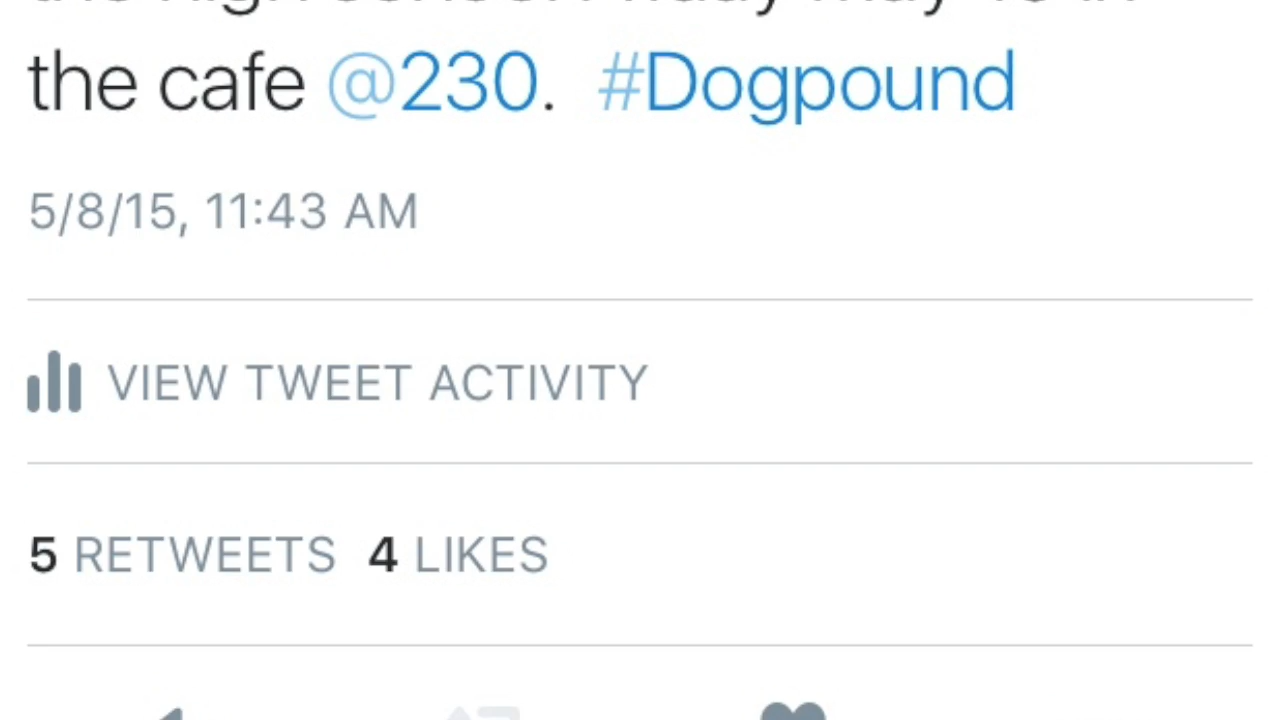 the cafe @230. #Dogpound
5/8/15, 11:43 AM
VIEW TWEET ACTIVITY
5 RETWEETS 4 LIKES